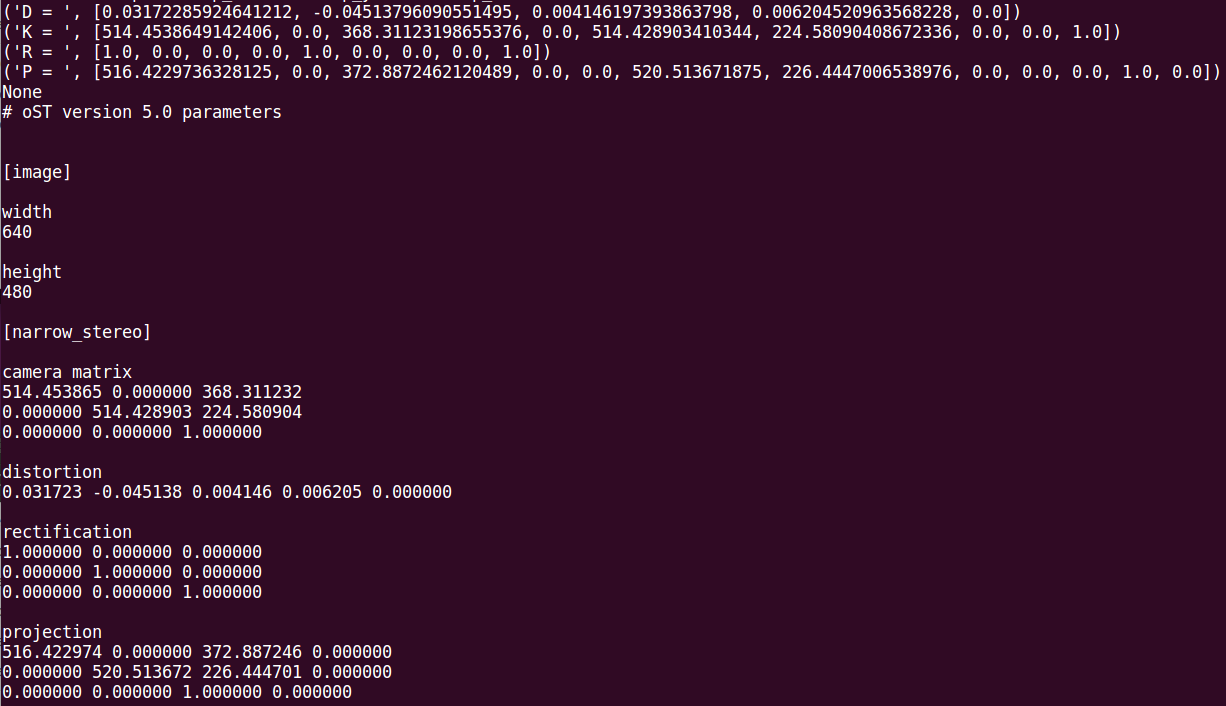 ('D = ', [0.031722859246412​12, -0.04513796090551495, 0.004146197393863798, 0.006204520963568228, 0.0])
('K = ', [514.4538649142406, 0.0, 368.31123198655376, 0.0, 514.428903410344, 224.58090408672336, 0.0, 0.0, 1.0])
('R = ', [1.0, 0.0, 0.0, 0.0, 1.0, 0.0, 0.0, 0.0, 1.0])
('P = ', [516.4229736328125, 0.0, 372.8872462120489, 0.0, 0.0, 520.513671875, 226.4447006538976, 0.0, 0.0, 0.0, 1.0, 0.0])
None
# oST version 5.0 parameters
[image]
width
640
height
480
[narrow_stereo]
camera matrix
514.453865 0.000000 368.311232
0.000000 514.428903 224.580904
0.000000 0.000000 1.000000
distortion
0.031723 -0.045138 0.004146 0.006205 0.000000
rectification
1.000000 0.000000 0.000000
0.000000 1.000000 0.000000
0.000000 0.000000 1.000000
projection
516.422974 0.000000 372.887246 0.000000
0.000000 520.513672 226.444701 0.000000
0.000000 0.000000 1.000000 0.000000